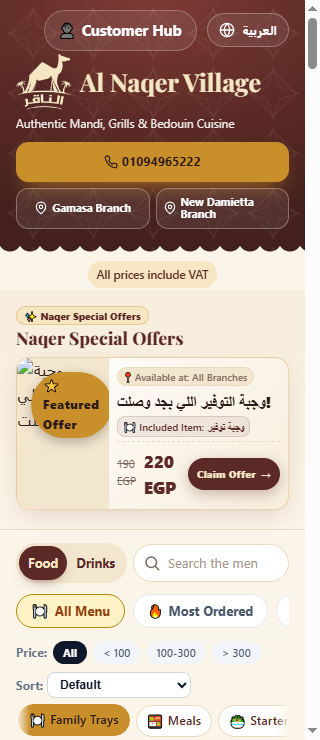 Customer Hub
العربية
الناقر
Al Naqer Village
Authentic Mandi, Grills & Bedouin Cuisine
01094965222
Gamasa Branch
New Damietta
Branch
All prices include VAT
Naqer Special Offers
Naqer Special Offers
Featured
Offer
Available at: All Branches
وجبة التوفير اللي بجد وصلت!
Included Item: وجبة توفير
190
EGP
220
EGP
Claim Offer →
Food
Drinks
Search the men
All Menu
Most Ordered
Price:
All
< 100
100-300
> 300
Sort:
Default
Family Trays
Meals
Starter